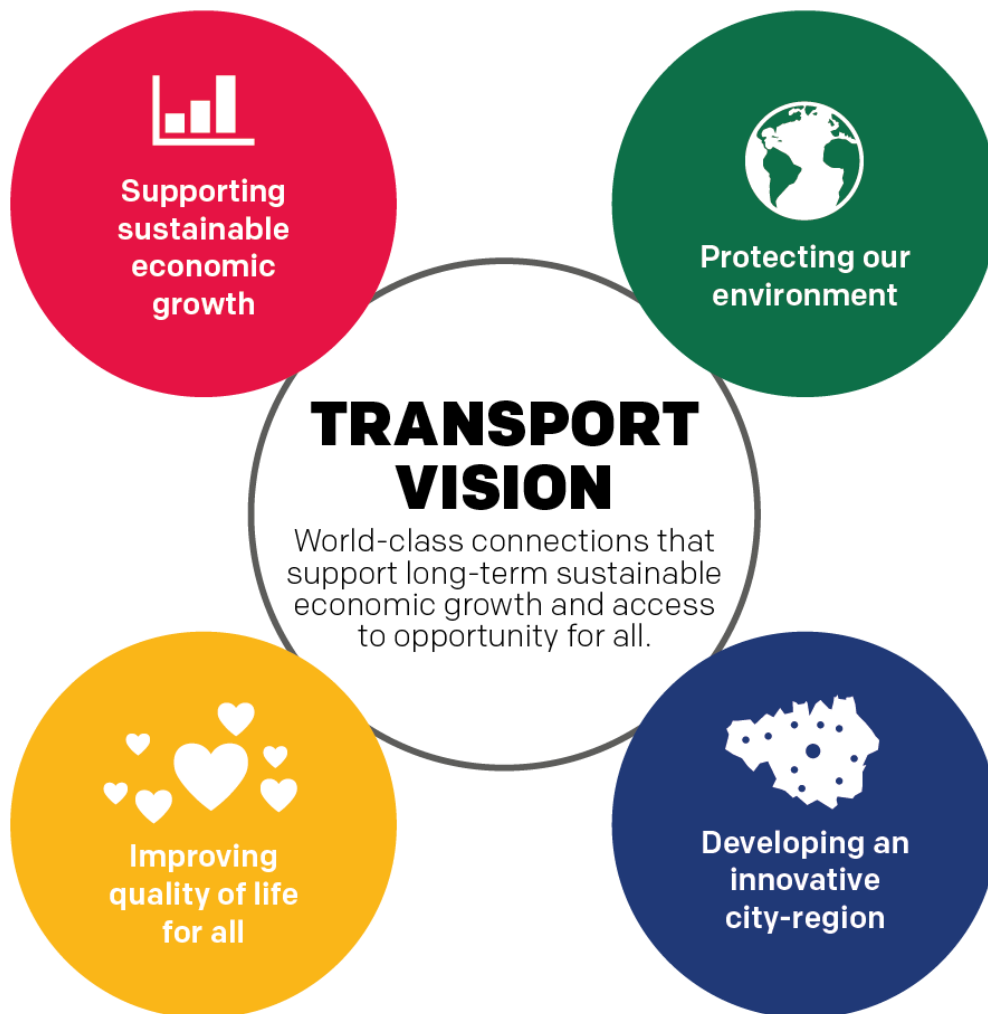 Supporting
sustainable
economic
growth
Protecting our
environment
TRANSPORT
VISION
World-class connections that
support long-term sustainable
economic growth and access
to opportunity for all.
Improving
quality of life
for all
Developing an
innovative
city-region